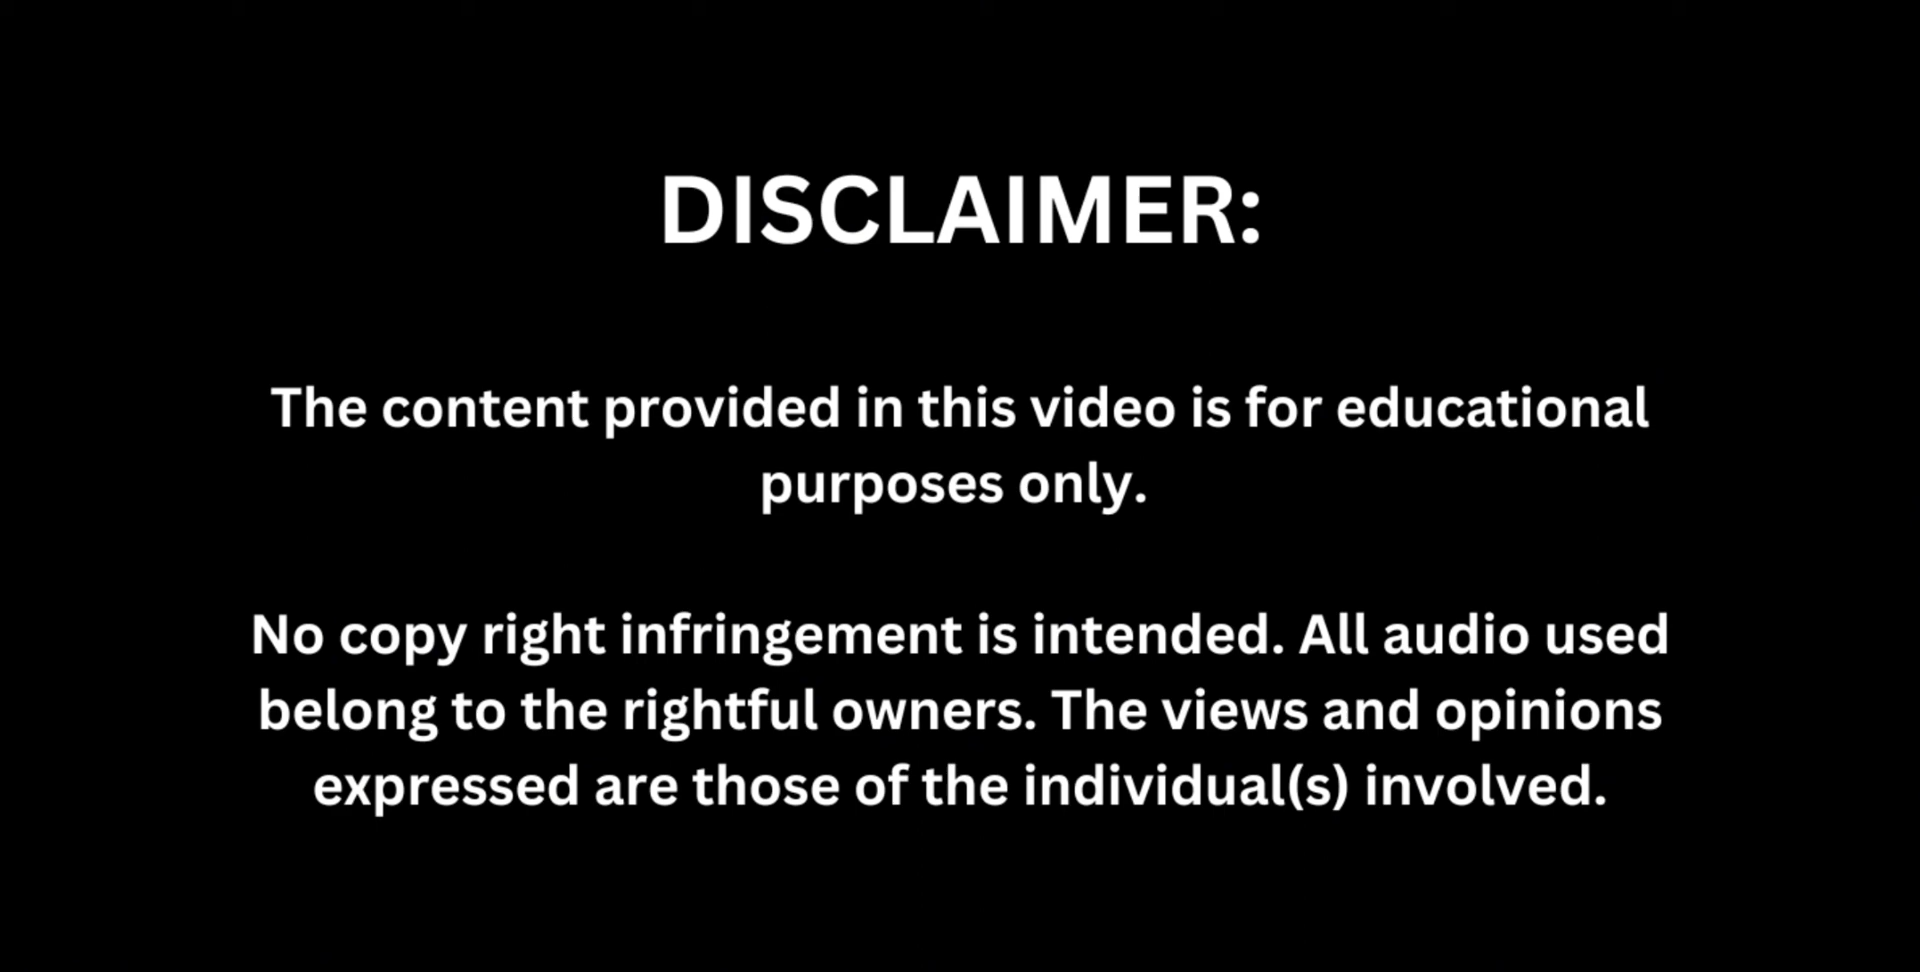 DISCLAIMER:
The content provided in this video is for educational
purposes only.
No copy right infringement is intended. All audio used
belong to the rightful owners. The views and opinions
expressed are those of the individual(s) involved.